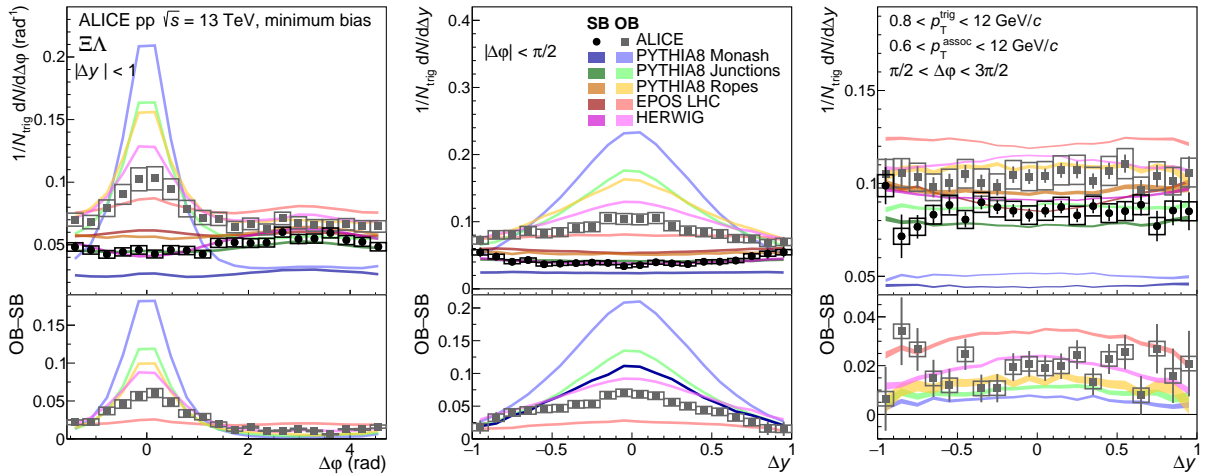 ALICE pp √s = 13 TeV, minimum bias
ΞΛ
|Δy| < 1
1/N_trig dN/dΔφ (rad⁻¹)
0.2
0.15
0.1
0.05
OB–SB
0.15
0.1
0.05
0
0
2
4
Δφ (rad)
|Δφ| < π/2
SB OB
ALICE
PYTHIA8 Monash
PYTHIA8 Junctions
PYTHIA8 Ropes
EPOS LHC
HERWIG
1/N_trig dN/dΔy
0.4
0.3
0.2
0.1
0
0.2
0.15
0.1
0.05
0
−1
−0.5
0
0.5
1
Δy
0.8 < p_T^trig < 12 GeV/c
0.6 < p_T^assoc < 12 GeV/c
π/2 < Δφ < 3π/2
1/N_trig dN/dΔy
0.15
0.1
0.05
OB–SB
0.04
0.02
0
−1
−0.5
0
0.5
1
Δy